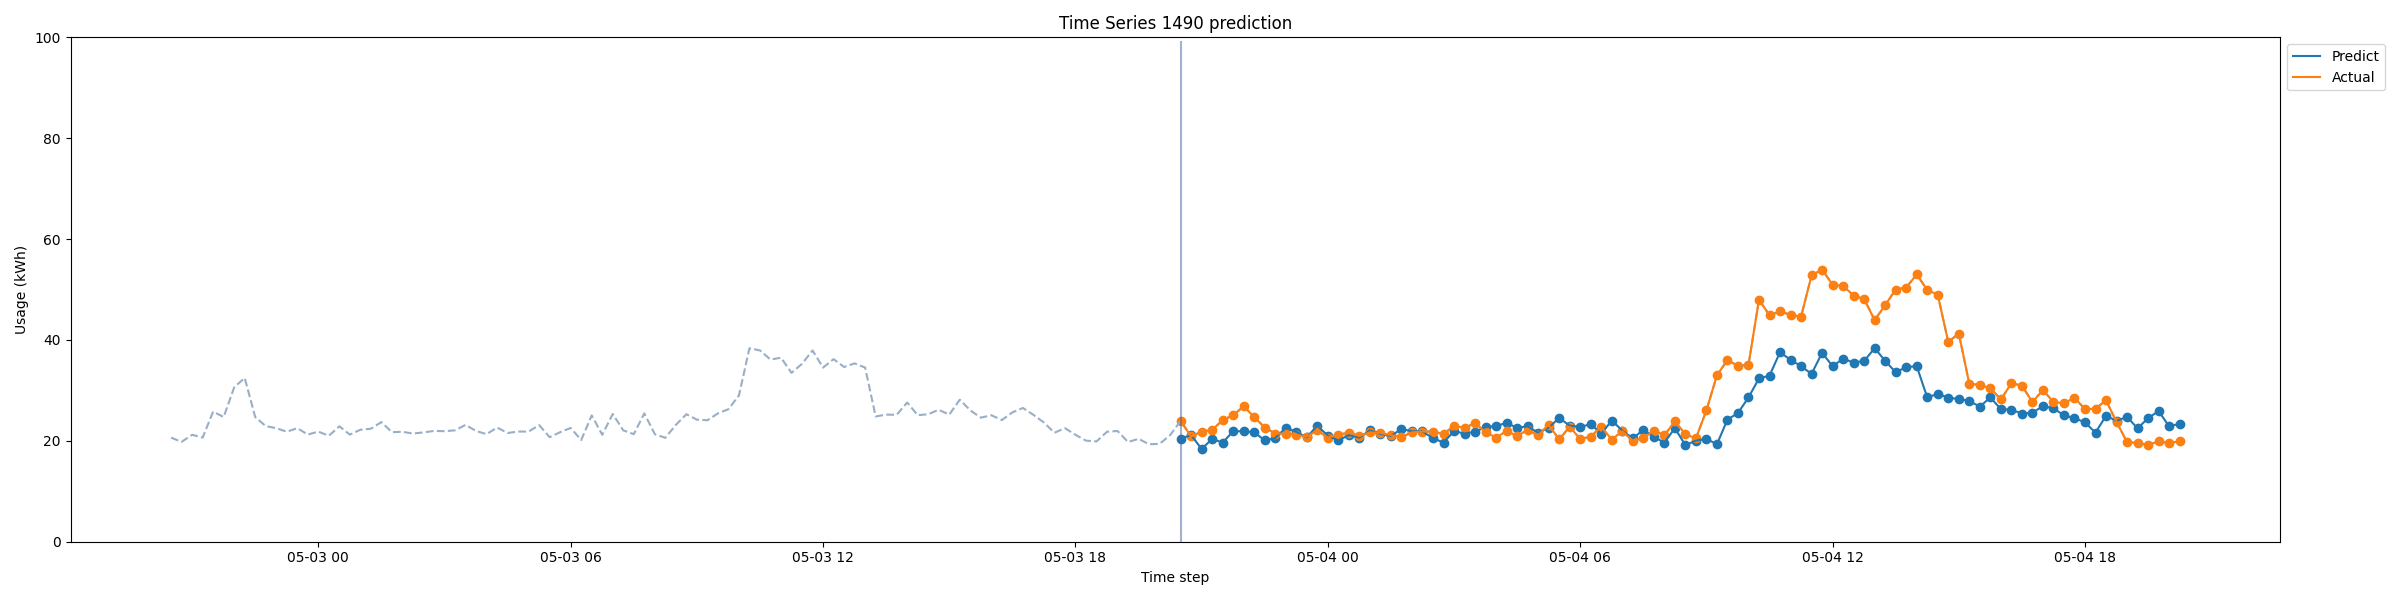 Time Series 1490 prediction
100
80
60
40
20
0
Usage (kWh)
05-03 00 05-03 06 05-03 12 05-03 18 05-04 00 05-04 06 05-04 12 05-04 18
Time step
Predict
Actual